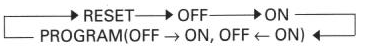 RESET → OFF → ON
PROGRAM(OFF → ON, OFF ← ON)